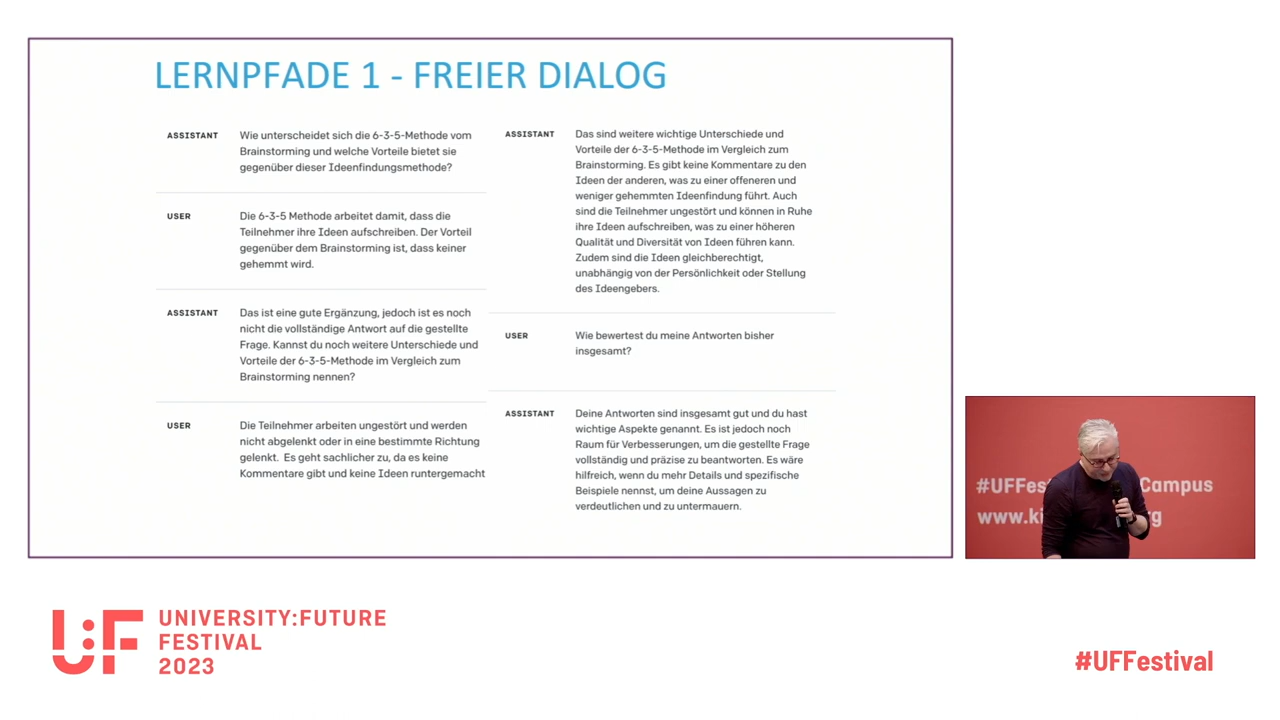 LERNPFADE 1 - FREIER DIALOG
ASSISTANT
Wie unterscheidet sich die 6-3-5-Methode vom
Brainstorming und welche Vorteile bietet sie
gegenüber dieser Ideenfindungsmethode?
USER
Die 6-3-5 Methode arbeitet damit, dass die
Teilnehmer ihre Ideen aufschreiben. Der Vorteil
gegenüber dem Brainstorming ist, dass keiner
gehemmt wird.
ASSISTANT
Das ist eine gute Ergänzung, jedoch ist es noch
nicht die vollständige Antwort auf die gestellte
Frage. Kannst du noch weitere Unterschiede und
Vorteile der 6-3-5-Methode im Vergleich zum
Brainstorming nennen?
USER
Die Teilnehmer arbeiten ungestört und werden
nicht abgelenkt oder in eine bestimmte Richtung
gelenkt. Es geht sachlicher zu, da es keine
Kommentare gibt und keine Ideen runtergemacht
ASSISTANT
Das sind weitere wichtige Unterschiede und
Vorteile der 6-3-5-Methode im Vergleich zum
Brainstorming. Es gibt keine Kommentare zu den
Ideen der anderen, was zu einer offeneren und
weniger gehemmten Ideenfindung führt. Auch
sind die Teilnehmer ungestört und können in Ruhe
ihre Ideen aufschreiben, was zu einer höheren
Qualität und Diversität von Ideen führen kann.
Zudem sind die Ideen gleichberechtigt,
unabhängig von der Persönlichkeit oder Stellung
des Ideengebers.
USER
Wie bewertest du meine Antworten bisher
insgesamt?
ASSISTANT
Deine Antworten sind insgesamt gut und du hast
wichtige Aspekte genannt. Es ist jedoch noch
Raum für Verbesserungen, um die gestellte Frage
vollständig und präzise zu beantworten. Es wäre
hilfreich, wenn du mehr Details und spezifische
Beispiele nennst, um deine Aussagen zu
verdeutlichen und zu untermauern.
#UFFes Campus
www.ki rg
U:F
UNIVERSITY:FUTURE
FESTIVAL
2023
#UFFestival